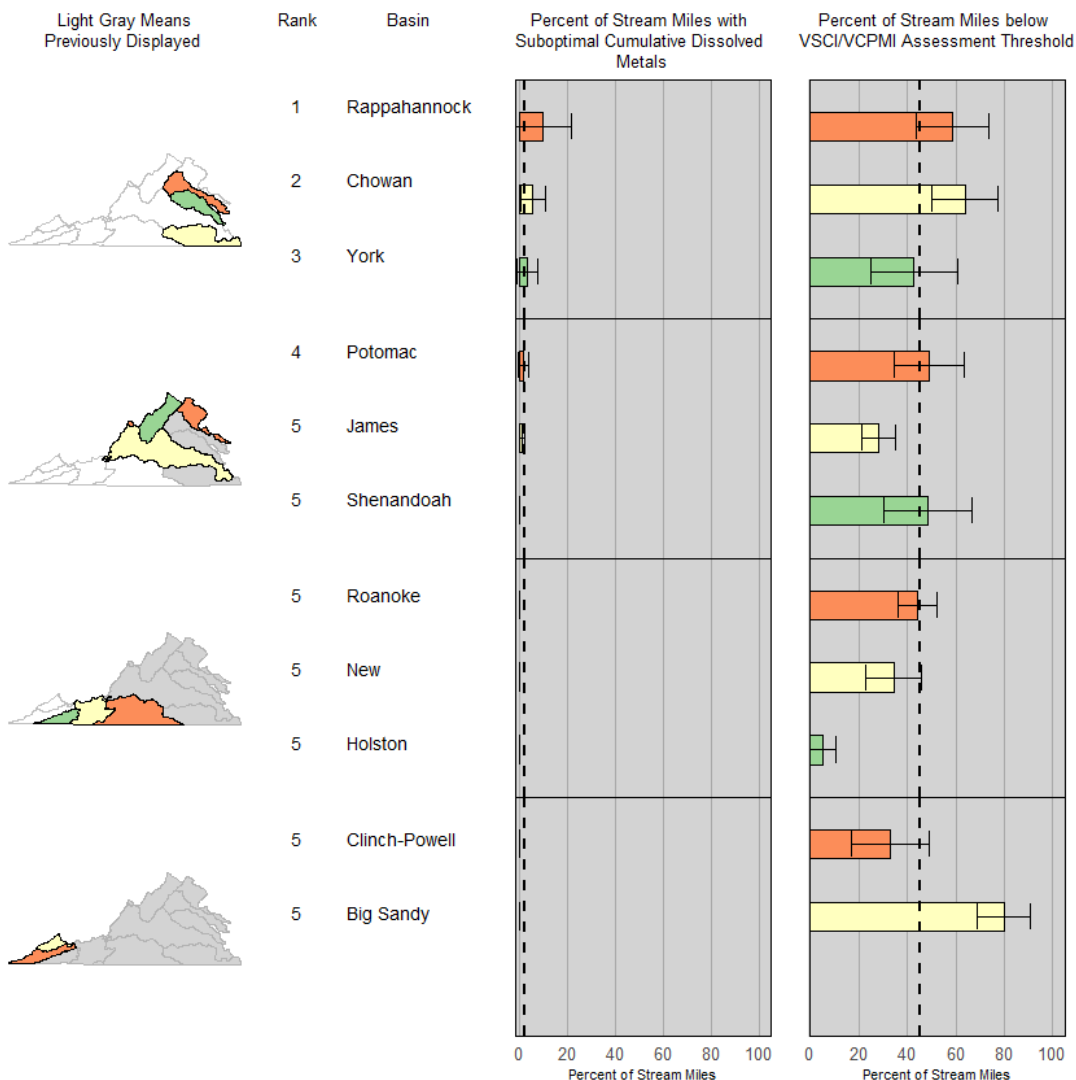 Light Gray Means
Previously Displayed
Rank
Basin
Percent of Stream Miles with
Suboptimal Cumulative Dissolved
Metals
Percent of Stream Miles below
VSCI/VCPMI Assessment Threshold
1 Rappahannock
2 Chowan
3 York
4 Potomac
5 James
5 Shenandoah
5 Roanoke
5 New
5 Holston
5 Clinch-Powell
5 Big Sandy
0 20 40 60 80 100
Percent of Stream Miles
0 20 40 60 80 100
Percent of Stream Miles